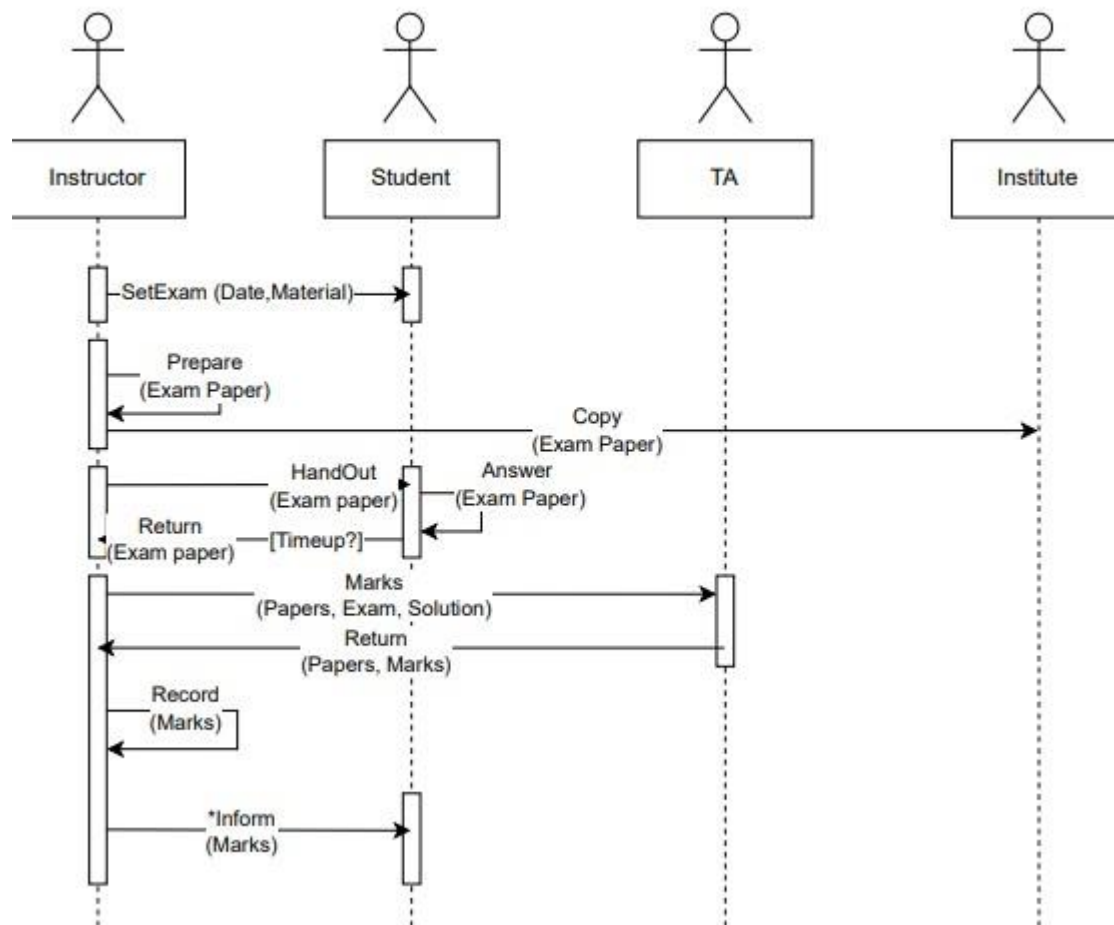 Instructor
Student
TA
Institute
SetExam (Date,Material)
Prepare
(Exam Paper)
Copy
(Exam Paper)
HandOut
(Exam paper)
Answer
(Exam Paper)
Return
(Exam paper)
[Timeup?]
Marks
(Papers, Exam, Solution)
Return
(Papers, Marks)
Record
(Marks)
*Inform
(Marks)